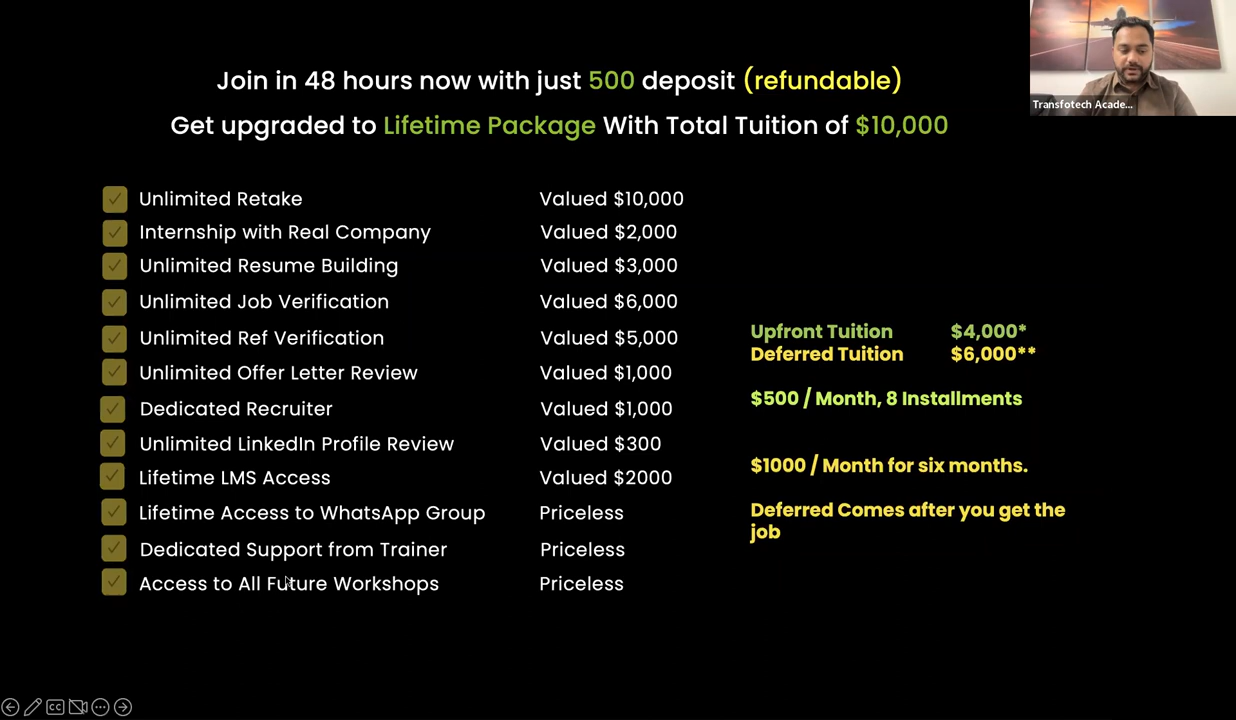 Join in 48 hours now with just 500 deposit (refundable)
Get upgraded to Lifetime Package With Total Tuition of $10,000
Transfotech Acade...
Unlimited Retake Valued $10,000
Internship with Real Company Valued $2,000
Unlimited Resume Building Valued $3,000
Unlimited Job Verification Valued $6,000
Unlimited Ref Verification Valued $5,000
Unlimited Offer Letter Review Valued $1,000
Dedicated Recruiter Valued $1,000
Unlimited LinkedIn Profile Review Valued $300
Lifetime LMS Access Valued $2000
Lifetime Access to WhatsApp Group Priceless
Dedicated Support from Trainer Priceless
Access to All Future Workshops Priceless
Upfront Tuition $4,000*
Deferred Tuition $6,000**
$500 / Month, 8 Installments
$1000 / Month for six months.
Deferred Comes after you get the
job
CC